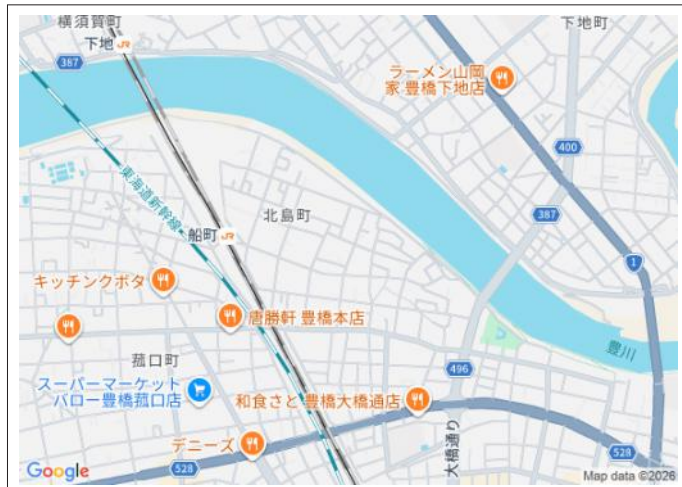 横須賀町
下地
387
下地町
ラーメン山岡
家 豊橋下地店
400
東海道新幹線
北島町
387
船町
1
キッチンクボタ
唐勝軒 豊橋本店
豊川
菰口町
496
スーパーマーケット
バロー豊橋菰口店
和食さと 豊橋大橋通店
大橋通り
デニーズ
528
528
Google
Map data ©2026